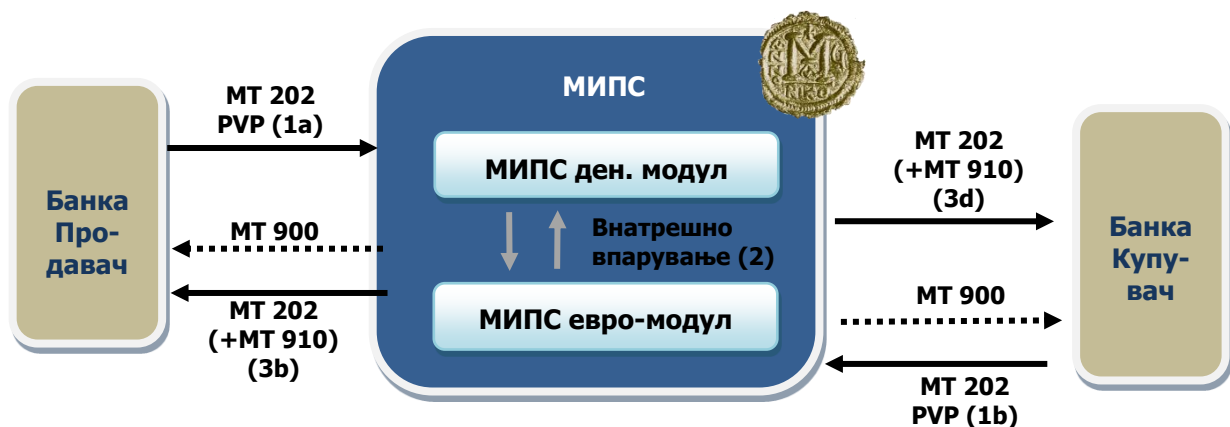 МИПС
МИПС ден. модул
Внатрешно
впарување (2)
МИПС евро-модул
Банка
Про-
давач
МТ 202
PVP (1a)
МТ 900
МТ 202
(+МТ 910)
(3b)
МТ 202
(+МТ 910)
(3d)
МТ 900
МТ 202
PVP (1b)
Банка
Купу-
вач
NIKO